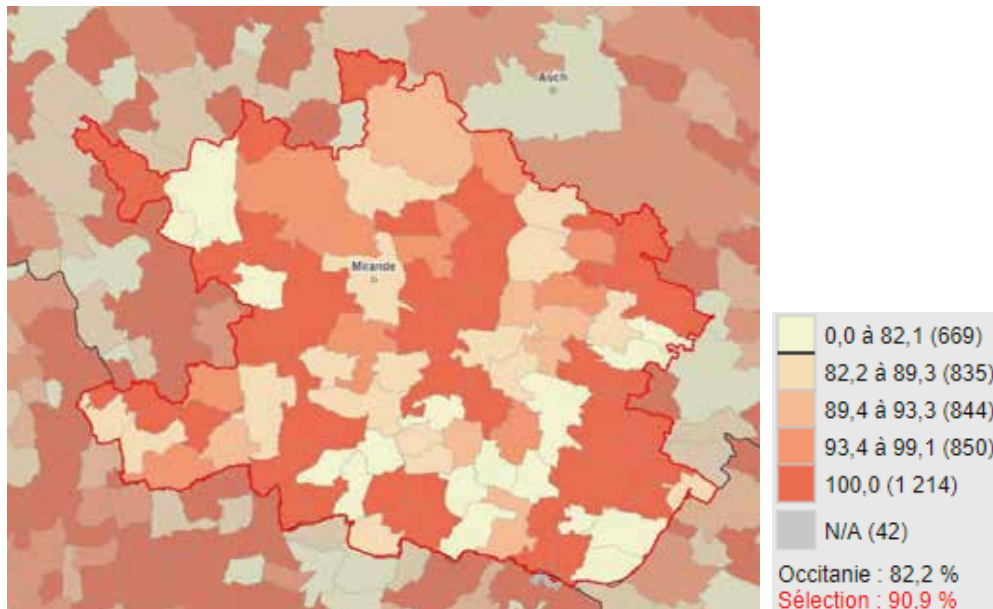 Auch
Mirande
0,0 à 82,1 (669)
82,2 à 89,3 (835)
89,4 à 93,3 (844)
93,4 à 99,1 (850)
100,0 (1 214)
N/A (42)
Occitanie : 82,2 %
Sélection : 90,9 %